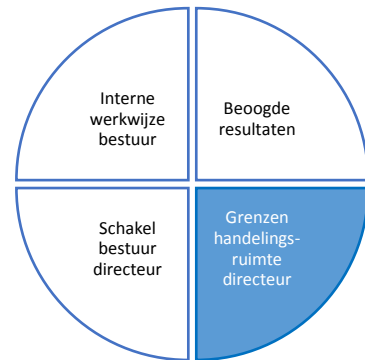 Interne
werkwijze
bestuur
Beoogde
resultaten
Schakel
bestuur
directeur
Grenzen
handelings-
ruimte
directeur